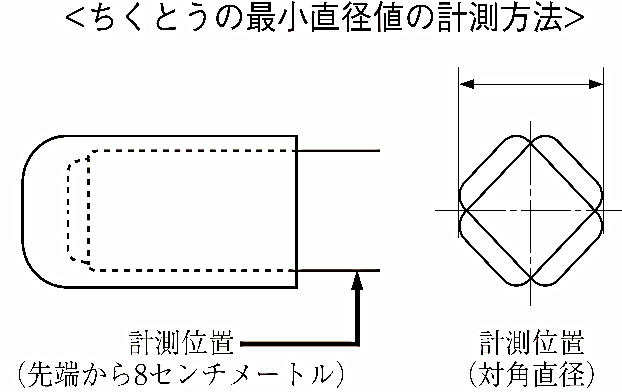 ＜ちくとうの最小直径値の計測方法＞
計測位置
（先端から8センチメートル）
計測位置
（対角直径）